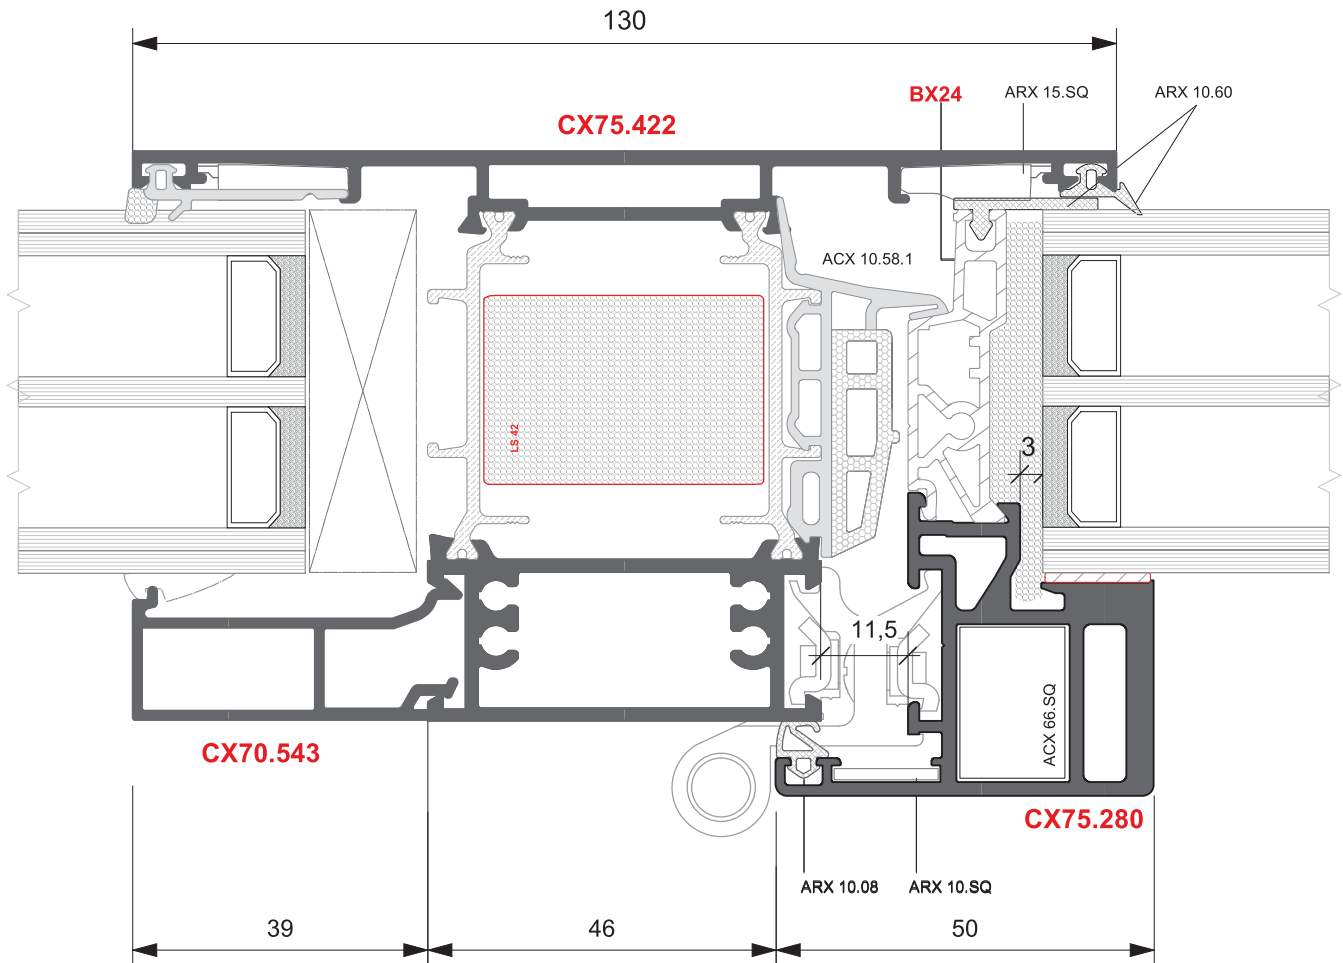 130
BX24
ARX 15.SQ
ARX 10.60
CX75.422
ACX 10.58.1
LS 42
3
11,5
ACX 66.SQ
CX70.543
CX75.280
ARX 10.08
ARX 10.SQ
39
46
50